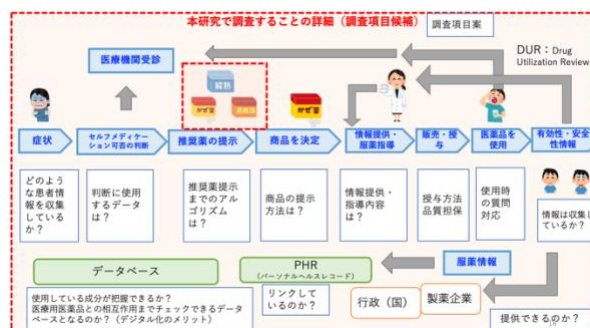 本研究で調査することの詳細（調査項目候補）
調査項目案
DUR：Drug
Utilization Review
医療機関受診
解熱
かぜ薬
かぜ薬
症状
セルフメディケー
ション可否の判断
推奨薬の提示
商品を決定
情報提供・
服薬指導
販売・授
与
医薬品を
使用
有効性・安全
性情報
どのよう
な患者情
報を収集
しているか？
判断に使用
するデータ
は？
推奨薬提示
までのアル
ゴリズムは？
商品の提示
方法は？
情報提供・
指導内容は？
授与方法
品質担保
使用時の質問
対応
情報は収集し
ているか？
データベース
使用している成分が把握できるか？
医療用医薬品との相互作用までチェックできるデータ
ベースとなるのか？（デジタル化のメリット）
PHR
（パーソナルヘルスレコード）
リンクして
いるのか？
服薬情報
行政（国）
製薬企業
提供できるのか？